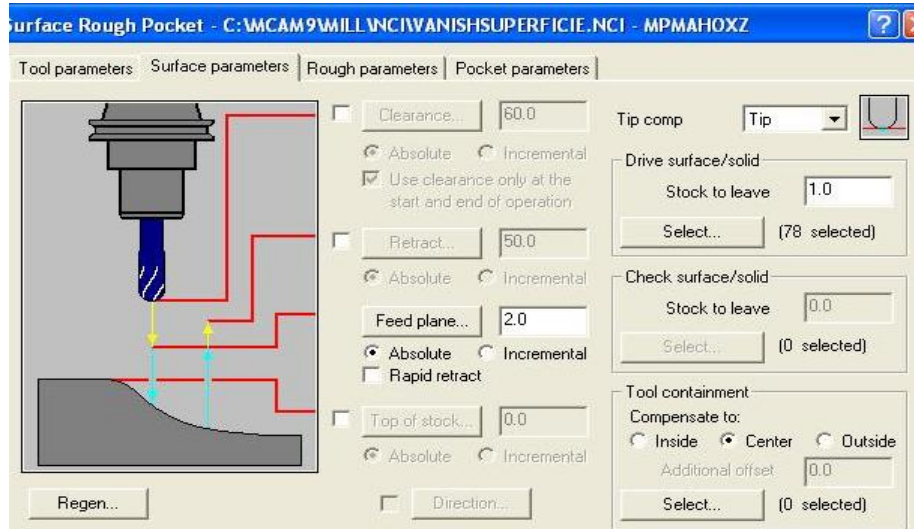 Surface Rough Pocket - C:\MCAM9\MILL\NCI\VANISHSUPERFICIE.NCI - MPMAHOXZ
Tool parameters
Surface parameters
Rough parameters
Pocket parameters
Clearance...
60.0
Absolute
Incremental
Use clearance only at the
start and end of operation
Retract...
50.0
Absolute
Incremental
Feed plane...
2.0
Absolute
Incremental
Rapid retract
Top of stock...
0.0
Absolute
Incremental
Regen...
Direction...
Tip comp
Tip
Drive surface/solid
Stock to leave
1.0
Select...
(78 selected)
Check surface/solid
Stock to leave
0.0
Select...
(0 selected)
Tool containment
Compensate to:
Inside
Center
Outside
Additional offset
0.0
Select...
(0 selected)